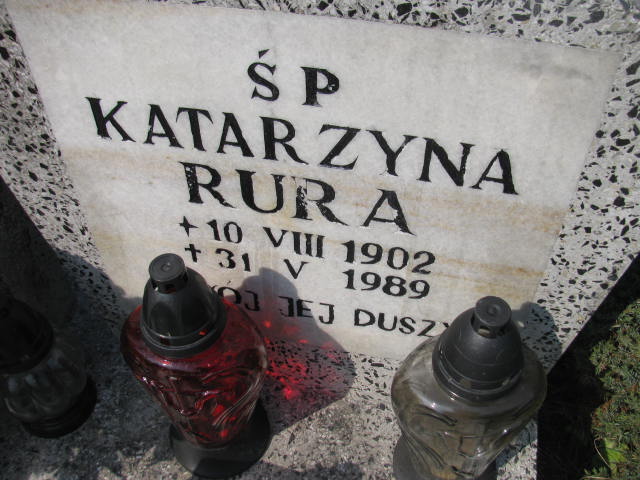 ŚP
KATARZYNA
RURA
+ 10 VIII 1902
+ 31 V 1989
JEJ DUSZY